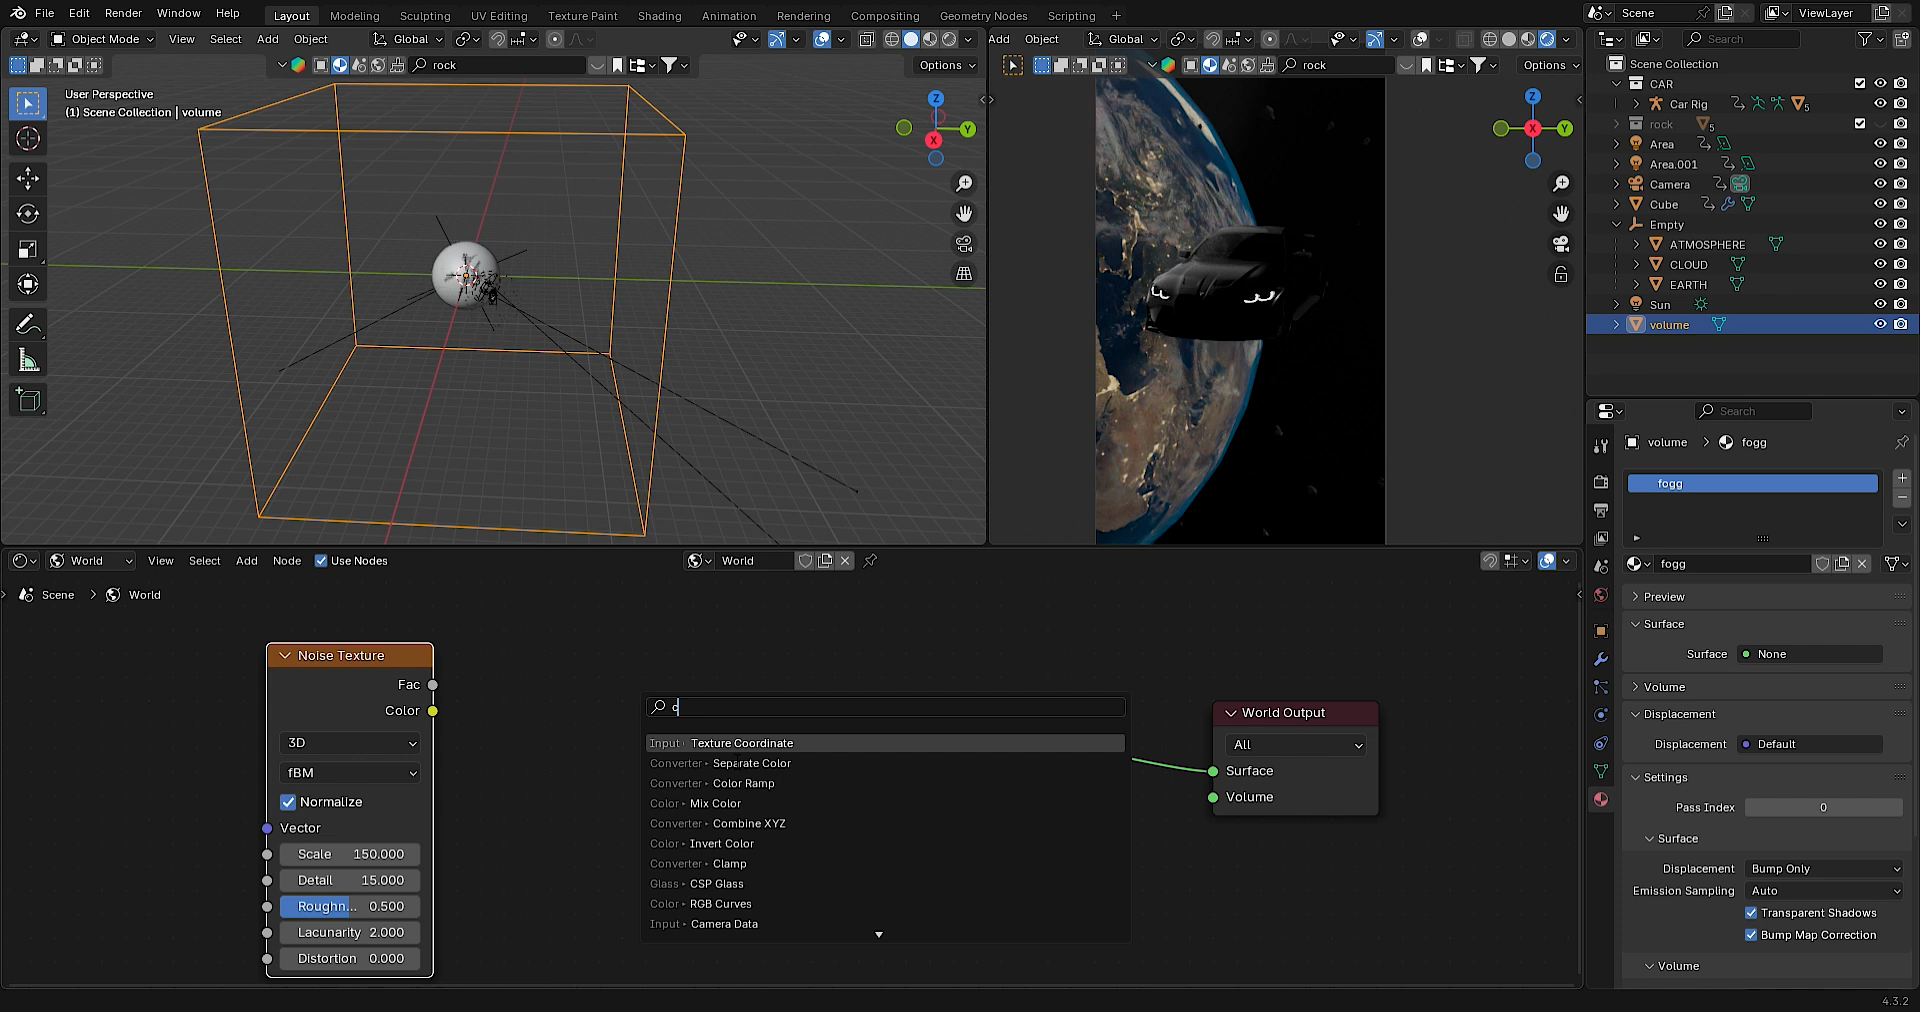 File Edit Render Window Help Layout Modeling Sculpting UV Editing Texture Paint Shading Animation Rendering Compositing Geometry Nodes Scripting + Scene ViewLayer
Object Mode View Select Add Object Global
rock Options
User Perspective
(1) Scene Collection | volume
Z
Y
X
Add Object Global
rock Options
Z
X
Y
Search
Scene Collection
CAR
Car Rig 5
rock 5
Area
Area.001
Camera
Cube
Empty
ATMOSPHERE
CLOUD
EARTH
Sun
volume
Search
volume > fogg
fogg
fogg
Preview
Surface
Surface None
Volume
Displacement
Displacement Default
Settings
Pass Index 0
Surface
Displacement Bump Only
Emission Sampling Auto
Transparent Shadows
Bump Map Correction
Volume
World View Select Add Node Use Nodes World
Scene > World
Noise Texture
Fac
Color
3D
fBM
Normalize
Vector
Scale 150.000
Detail 15.000
Roughn... 0.500
Lacunarity 2.000
Distortion 0.000
c
Input ▸ Texture Coordinate
Converter ▸ Separate Color
Converter ▸ Color Ramp
Color ▸ Mix Color
Converter ▸ Combine XYZ
Color ▸ Invert Color
Converter ▸ Clamp
Glass ▸ CSP Glass
Color ▸ RGB Curves
Input ▸ Camera Data
World Output
All
Surface
Volume
4.3.2